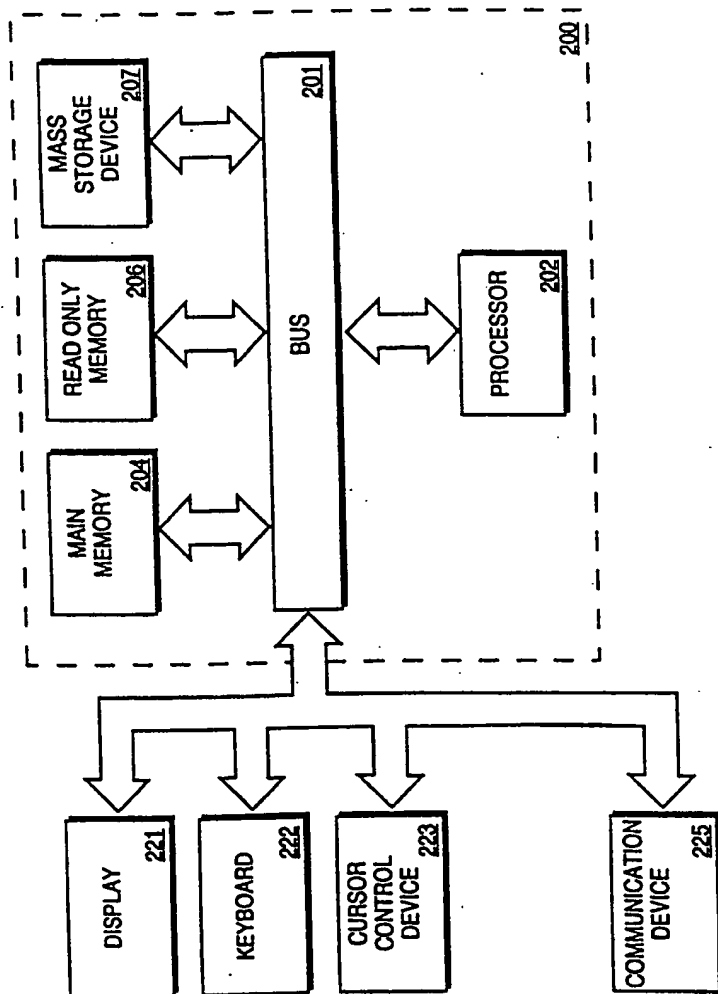 DISPLAY
221
KEYBOARD
222
CURSOR
CONTROL
DEVICE
223
COMMUNICATION
DEVICE
225
MAIN
MEMORY
204
READ ONLY
MEMORY
206
MASS
STORAGE
DEVICE
207
BUS
201
PROCESSOR
202
200